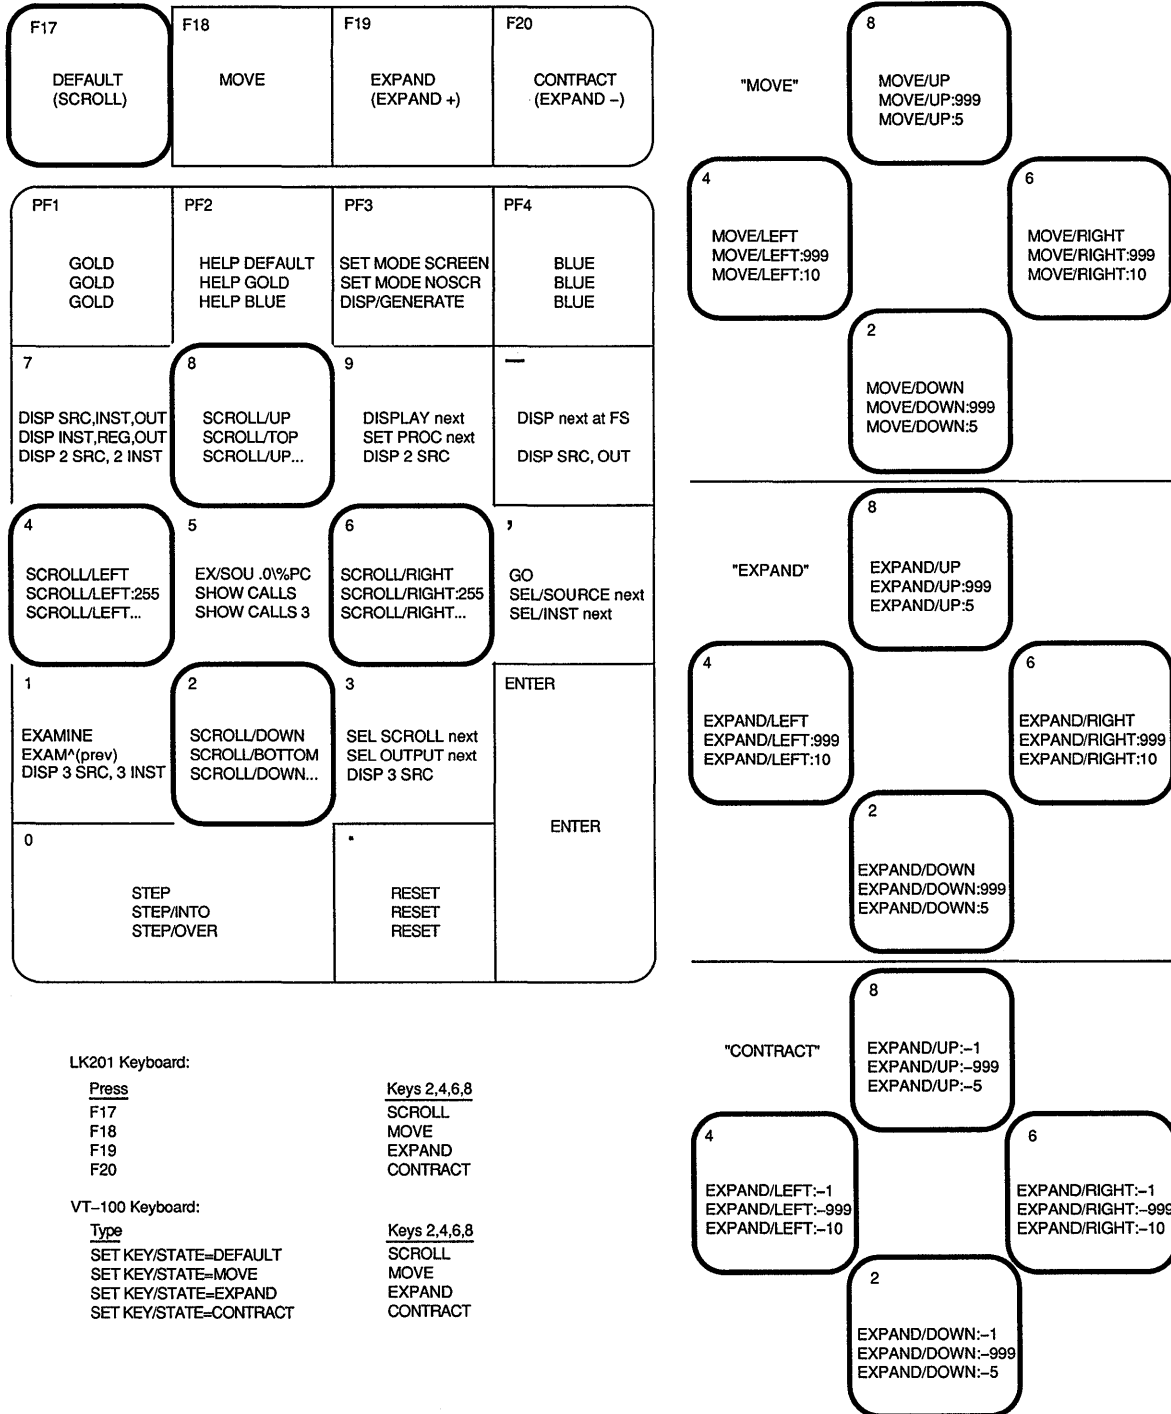 F17
DEFAULT
(SCROLL)
F18
MOVE
F19
EXPAND
(EXPAND +)
F20
CONTRACT
(EXPAND –)
PF1
GOLD
GOLD
GOLD
PF2
HELP DEFAULT
HELP GOLD
HELP BLUE
PF3
SET MODE SCREEN
SET MODE NOSCR
DISP/GENERATE
PF4
BLUE
BLUE
BLUE
7
DISP SRC,INST,OUT
DISP INST,REG,OUT
DISP 2 SRC, 2 INST
8
SCROLL/UP
SCROLL/TOP
SCROLL/UP...
9
DISPLAY next
SET PROC next
DISP 2 SRC
—
DISP next at FS
DISP SRC, OUT
4
SCROLL/LEFT
SCROLL/LEFT:255
SCROLL/LEFT...
5
EX/SOU .0\%PC
SHOW CALLS
SHOW CALLS 3
6
SCROLL/RIGHT
SCROLL/RIGHT:255
SCROLL/RIGHT...
,
GO
SEL/SOURCE next
SEL/INST next
1
EXAMINE
EXAM^(prev)
DISP 3 SRC, 3 INST
2
SCROLL/DOWN
SCROLL/BOTTOM
SCROLL/DOWN...
3
SEL SCROLL next
SEL OUTPUT next
DISP 3 SRC
ENTER
ENTER
0
STEP
STEP/INTO
STEP/OVER
.
RESET
RESET
RESET
LK201 Keyboard:
Press Keys 2,4,6,8
F17 SCROLL
F18 MOVE
F19 EXPAND
F20 CONTRACT
VT–100 Keyboard:
Type Keys 2,4,6,8
SET KEY/STATE=DEFAULT SCROLL
SET KEY/STATE=MOVE MOVE
SET KEY/STATE=EXPAND EXPAND
SET KEY/STATE=CONTRACT CONTRACT
"MOVE"
8
MOVE/UP
MOVE/UP:999
MOVE/UP:5
4
MOVE/LEFT
MOVE/LEFT:999
MOVE/LEFT:10
6
MOVE/RIGHT
MOVE/RIGHT:999
MOVE/RIGHT:10
2
MOVE/DOWN
MOVE/DOWN:999
MOVE/DOWN:5
"EXPAND"
8
EXPAND/UP
EXPAND/UP:999
EXPAND/UP:5
4
EXPAND/LEFT
EXPAND/LEFT:999
EXPAND/LEFT:10
6
EXPAND/RIGHT
EXPAND/RIGHT:999
EXPAND/RIGHT:10
2
EXPAND/DOWN
EXPAND/DOWN:999
EXPAND/DOWN:5
"CONTRACT"
8
EXPAND/UP:–1
EXPAND/UP:–999
EXPAND/UP:–5
4
EXPAND/LEFT:–1
EXPAND/LEFT:–999
EXPAND/LEFT:–10
6
EXPAND/RIGHT:–1
EXPAND/RIGHT:–999
EXPAND/RIGHT:–10
2
EXPAND/DOWN:–1
EXPAND/DOWN:–999
EXPAND/DOWN:–5